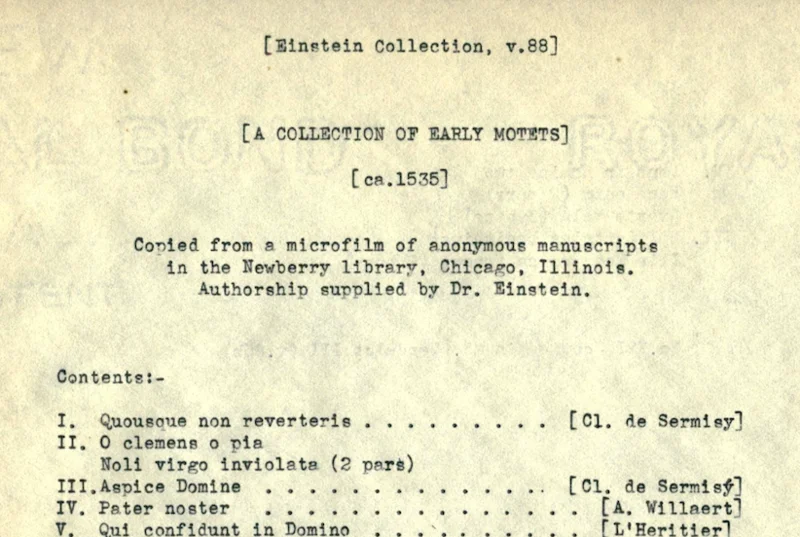 [Einstein Collection, v.88]
[A COLLECTION OF EARLY MOTETS]
[ca.1535]
Copied from a microfilm of anonymous manuscripts
in the Newberry library, Chicago, Illinois.
Authorship supplied by Dr. Einstein.
Contents:-
I. Quousque non reverteris . . . . . . . . . [Cl. de Sermisy]
II. O clemens o pia
Noli virgo inviolata (2 pars)
III. Aspice Domine . . . . . . . . . . . . . . [Cl. de Sermisy]
IV. Pater noster . . . . . . . . . . . . . . . . [A. Willaert]
V. Qui confidunt in Domino . . . . . . . . . . [L'Heritier]